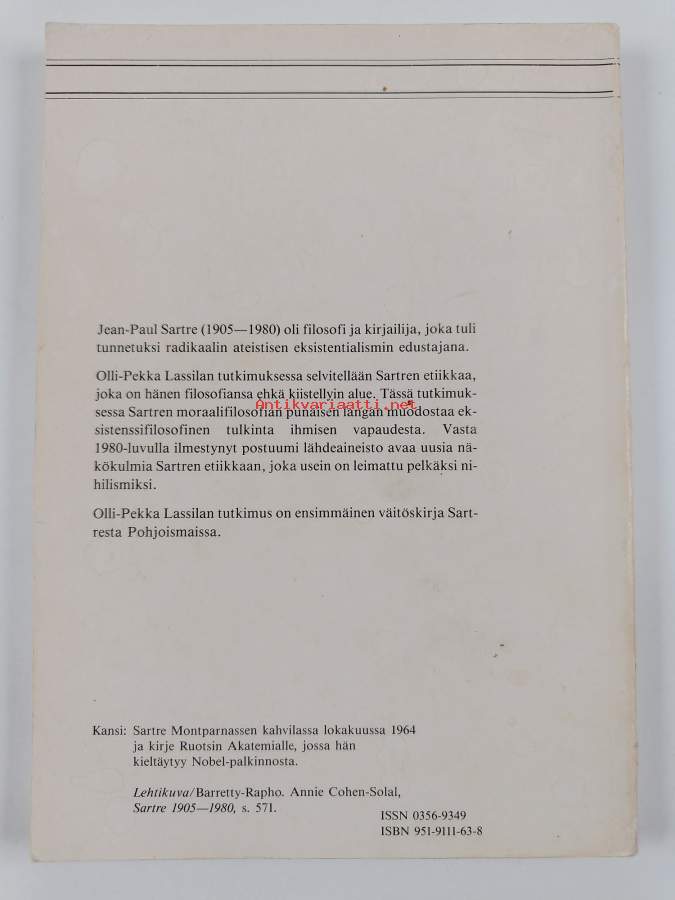 Jean-Paul Sartre (1905—1980) oli filosofi ja kirjailija, joka tuli
tunnetuksi radikaalin ateistisen eksistentialismin edustajana.
Olli-Pekka Lassilan tutkimuksessa selvitellään Sartren etiikkaa,
joka on hänen filosofiansa ehkä kiistellyin alue. Tässä tutkimuk-
Antikvariaatti.net
sessa Sartren moraalifilosofian punaisen langan muodostaa ek-
sistenssifilosofinen tulkinta ihmisen vapaudesta. Vasta
1980-luvulla ilmestynyt postuumi lähdeaineisto avaa uusia nä-
kökulmia Sartren etiikkaan, joka usein on leimattu pelkäksi ni-
hilismiksi.
Olli-Pekka Lassilan tutkimus on ensimmäinen väitöskirja Sart-
resta Pohjoismaissa.
Kansi: Sartre Montparnassen kahvilassa lokakuussa 1964
ja kirje Ruotsin Akatemialle, jossa hän
kieltäytyy Nobel-palkinnosta.
Lehtikuva/Barretty-Rapho. Annie Cohen-Solal,
Sartre 1905—1980, s. 571.
ISSN 0356-9349
ISBN 951-9111-63-8